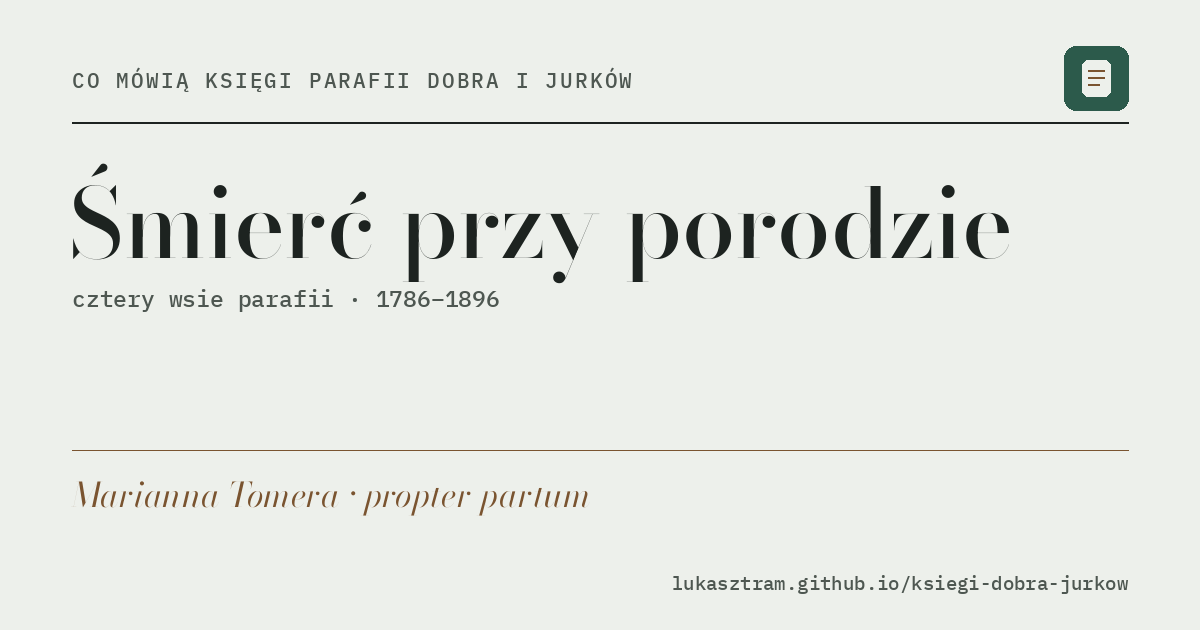 CO MÓWIĄ KSIĘGI PARAFII DOBRA I JURKÓW
Śmierć przy porodzie
cztery wsie parafii · 1786–1896
Marianna Tomera · propter partum
lukasztram.github.io/ksiegi-dobra-jurkow